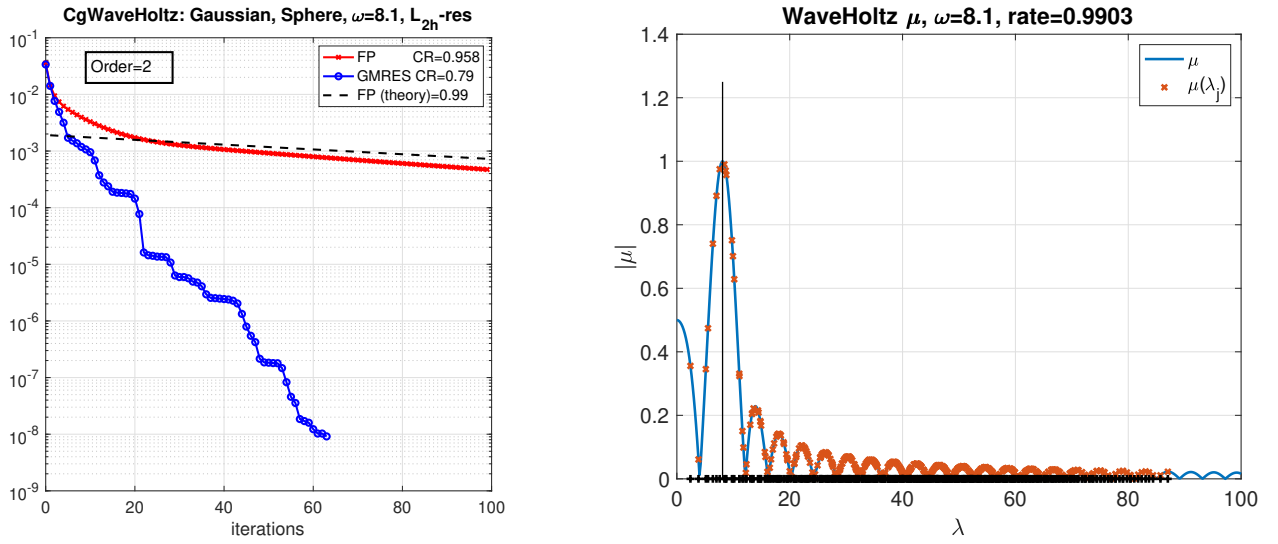 CgWaveHoltz: Gaussian, Sphere, ω=8.1, L_{2h}-res
10^{-1}
10^{-2}
10^{-3}
10^{-4}
10^{-5}
10^{-6}
10^{-7}
10^{-8}
10^{-9}
Order=2
FP CR=0.958
GMRES CR=0.79
FP (theory)=0.99
0 20 40 60 80 100
iterations
WaveHoltz μ, ω=8.1, rate=0.9903
1.4
1.2
1
0.8
0.6
0.4
0.2
0
|μ|
μ
μ(λ_j)
0 20 40 60 80 100
λ